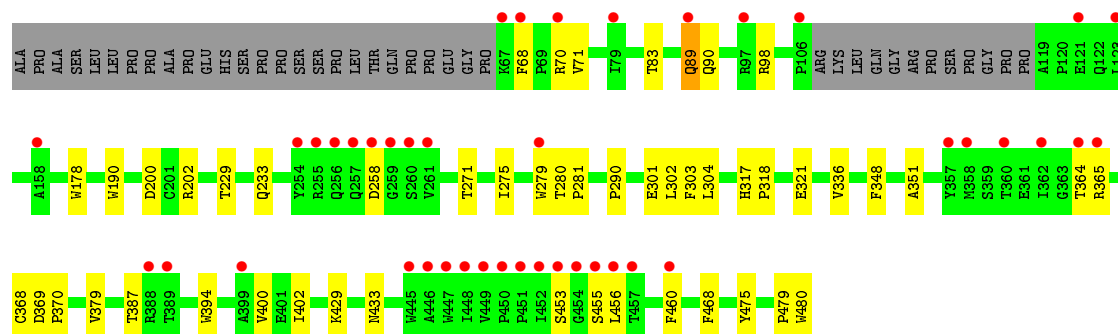 ALA PRO ALA SER LEU LEU PRO PRO ALA PRO GLU HIS PRO PRO SER SER PRO LEU THR GLN PRO PRO GLU GLY PRO K67 F68 P69 R70 V71 I79 T83 Q89 Q90 R97 R98 P106 ARG LYS LEU GLN GLY ARG PRO SER PRO GLY PRO PRO A119 P120 E121 Q122 L123
A158 W178 W190 D200 C201 R202 T229 Q233 Y254 R255 Q256 Q257 D258 G259 S260 V261 T271 I275 W279 T280 P281 P290 E301 L302 F303 L304 H317 P318 E321 V336 F348 A351 Y357 M358 S359 T360 E361 I362 G363 T364 R365
C368 D369 P370 V379 T387 R388 T389 W394 A399 V400 E401 I402 K429 N433 W445 A446 W447 I448 V449 P450 P451 I452 S453 G454 S455 L456 T457 F460 F468 Y475 P479 W480